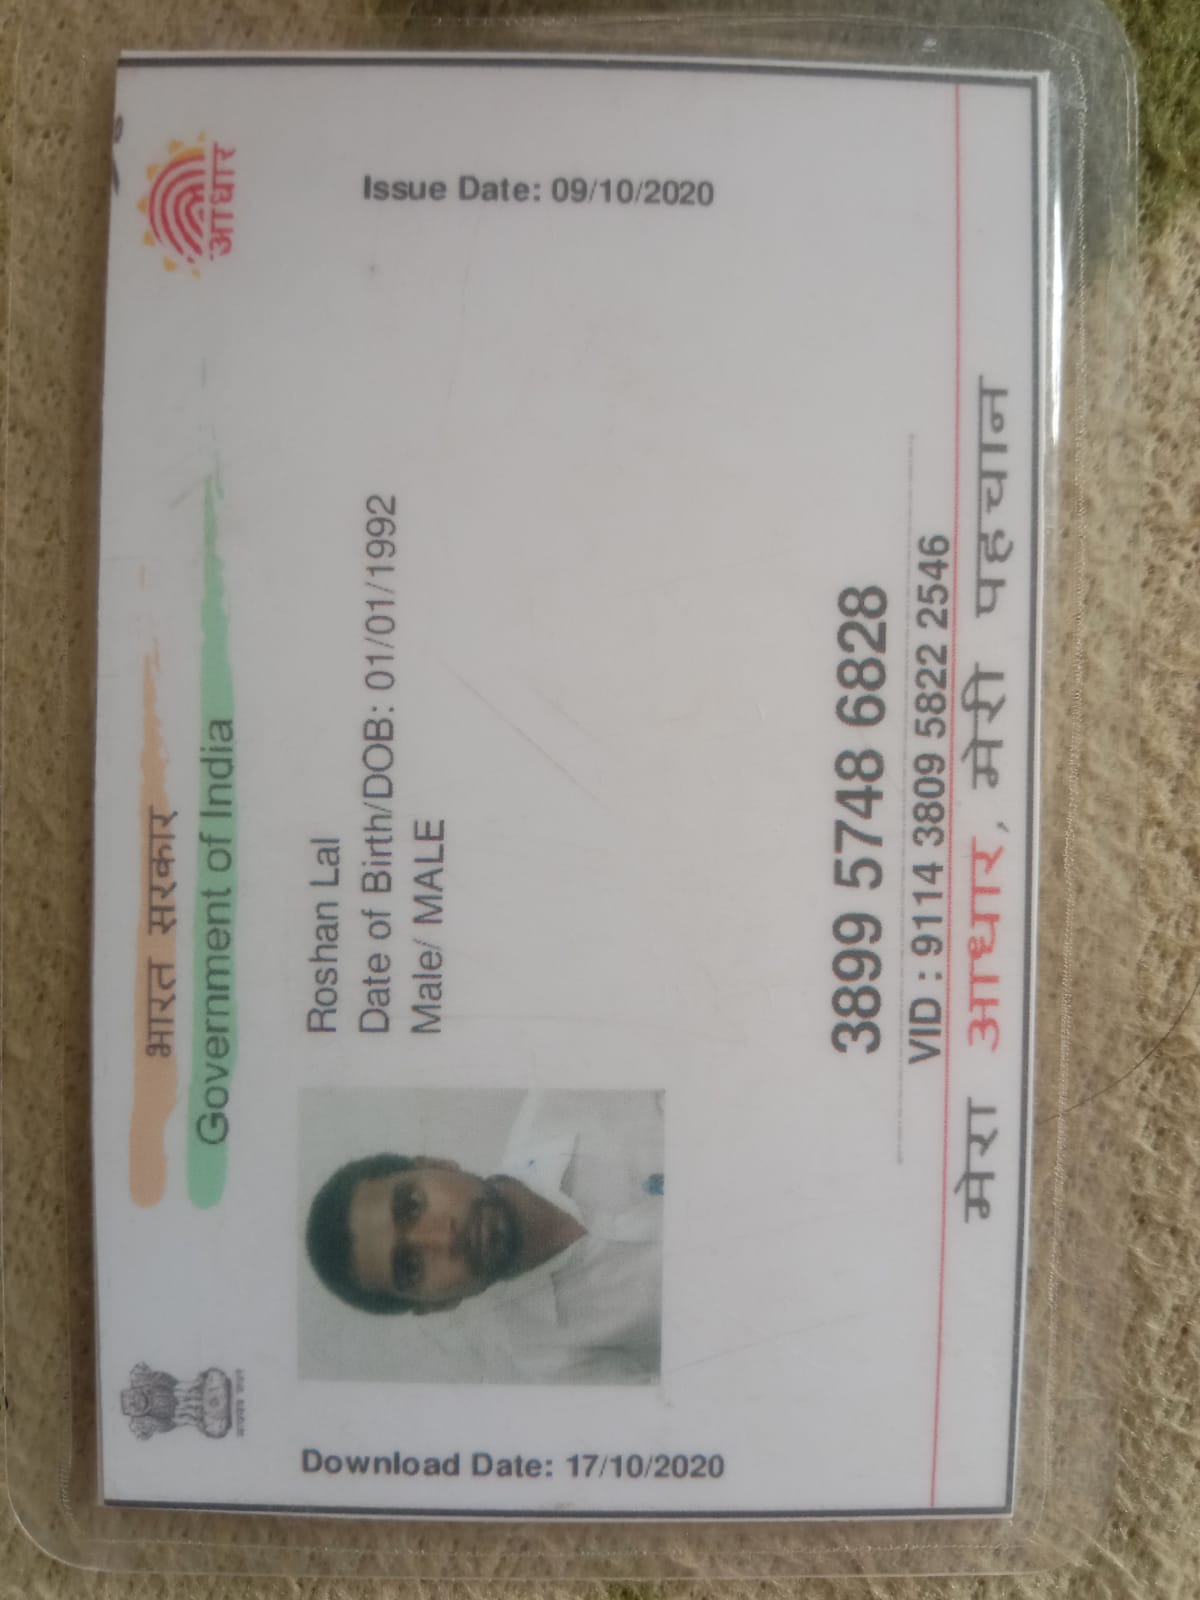 भारत सरकार
Government of India
आधार
Issue Date: 09/10/2020
Download Date: 17/10/2020
Roshan Lal
Date of Birth/DOB: 01/01/1992
Male/ MALE
3899 5748 6828
VID : 9114 3809 5822 2546
मेरा आधार, मेरी पहचान